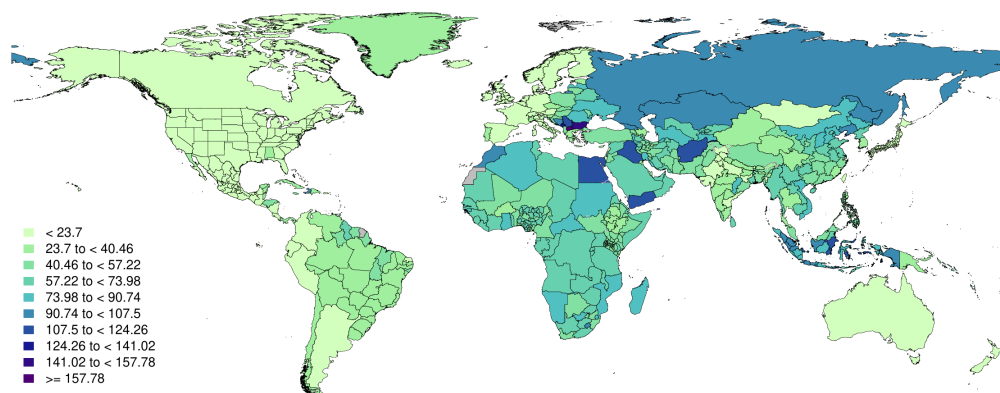 < 23.7
23.7 to < 40.46
40.46 to < 57.22
57.22 to < 73.98
73.98 to < 90.74
90.74 to < 107.5
107.5 to < 124.26
124.26 to < 141.02
141.02 to < 157.78
>= 157.78